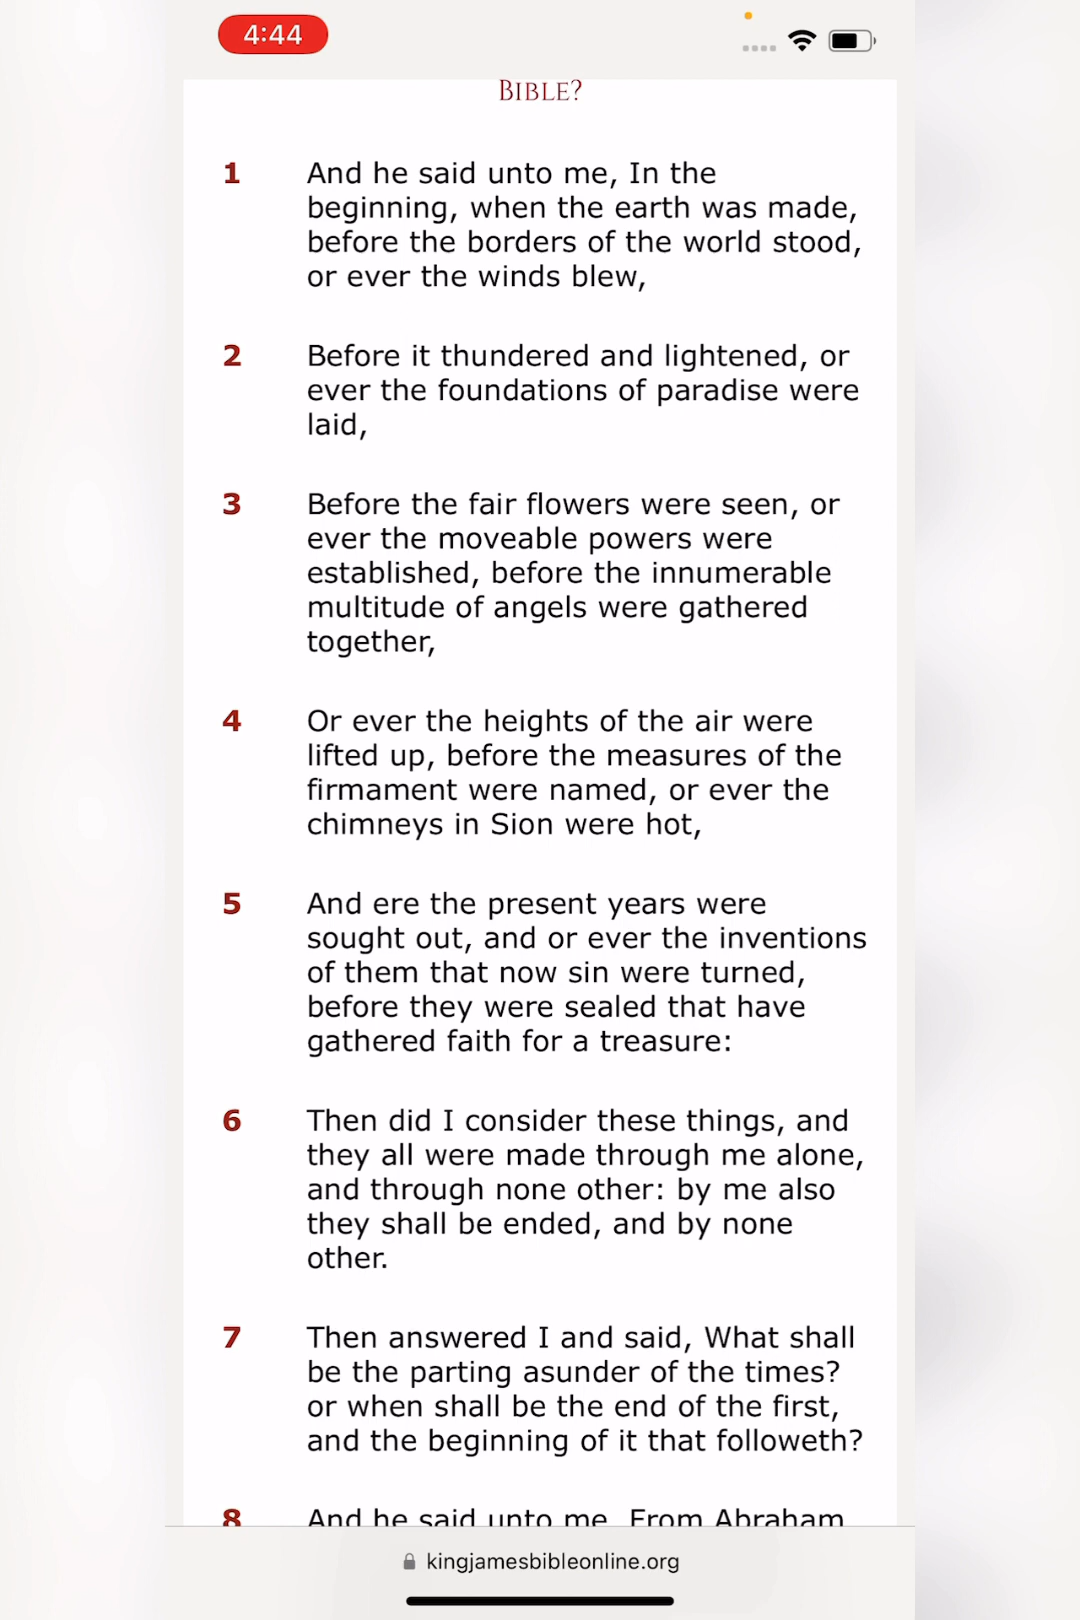 4:44
BIBLE?
1 And he said unto me, In the
beginning, when the earth was made,
before the borders of the world stood,
or ever the winds blew,
2 Before it thundered and lightened, or
ever the foundations of paradise were
laid,
3 Before the fair flowers were seen, or
ever the moveable powers were
established, before the innumerable
multitude of angels were gathered
together,
4 Or ever the heights of the air were
lifted up, before the measures of the
firmament were named, or ever the
chimneys in Sion were hot,
5 And ere the present years were
sought out, and or ever the inventions
of them that now sin were turned,
before they were sealed that have
gathered faith for a treasure:
6 Then did I consider these things, and
they all were made through me alone,
and through none other: by me also
they shall be ended, and by none
other.
7 Then answered I and said, What shall
be the parting asunder of the times?
or when shall be the end of the first,
and the beginning of it that followeth?
8 And he said unto me, From Abraham
kingjamesbibleonline.org